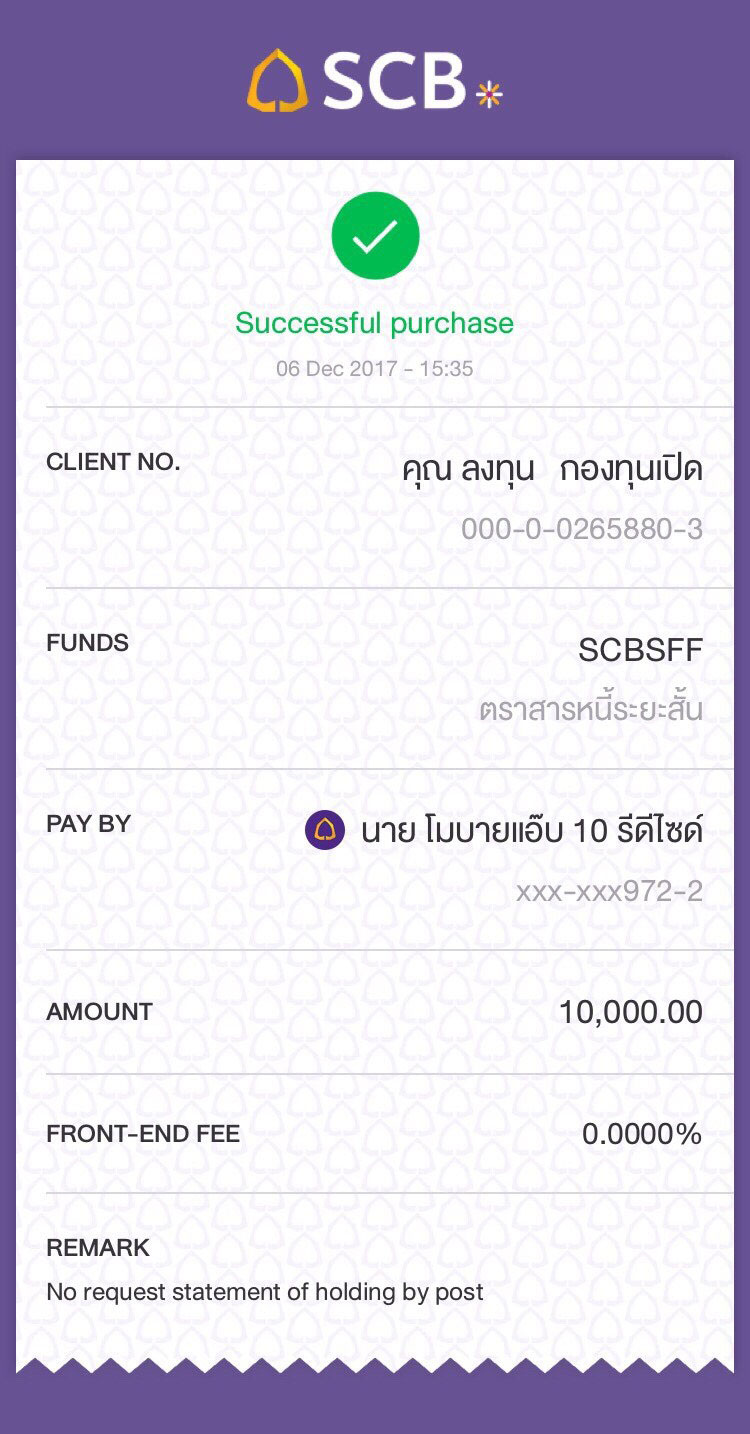 SCB
Successful purchase
06 Dec 2017 - 15:35
CLIENT NO.
คุณ ลงทุน กองทุนเปิด
000-0-0265880-3
FUNDS
SCBSFF
ตราสารหนี้ระยะสั้น
PAY BY
นาย โมบายแอ๊บ 10 รีดีไซด์
xxx-xxx972-2
AMOUNT
10,000.00
FRONT-END FEE
0.0000%
REMARK
No request statement of holding by post